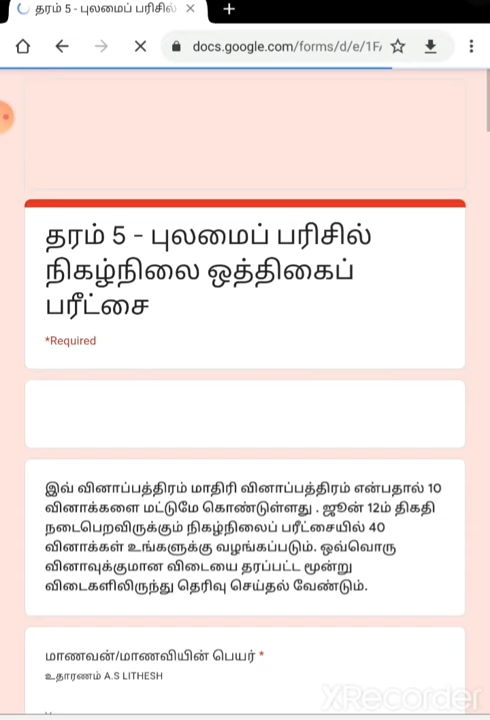 தரம் 5 - புலமைப் பரிசில்
docs.google.com/forms/d/e/1FA
தரம் 5 - புலமைப் பரிசில்
நிகழ்நிலை ஒத்திகைப்
பரீட்சை
*Required
இவ் வினாப்பத்திரம் மாதிரி வினாப்பத்திரம் என்பதால் 10
வினாக்களை மட்டுமே கொண்டுள்ளது . ஜூன் 12ம் திகதி
நடைபெறவிருக்கும் நிகழ்நிலைப் பரீட்சையில் 40
வினாக்கள் உங்களுக்கு வழங்கப்படும். ஒவ்வொரு
வினாவுக்குமான விடையை தரப்பட்ட மூன்று
விடைகளிலிருந்து தெரிவு செய்தல் வேண்டும்.
மாணவன்/மாணவியின் பெயர் *
உதாரணம் A.S LITHESH
XRecorder